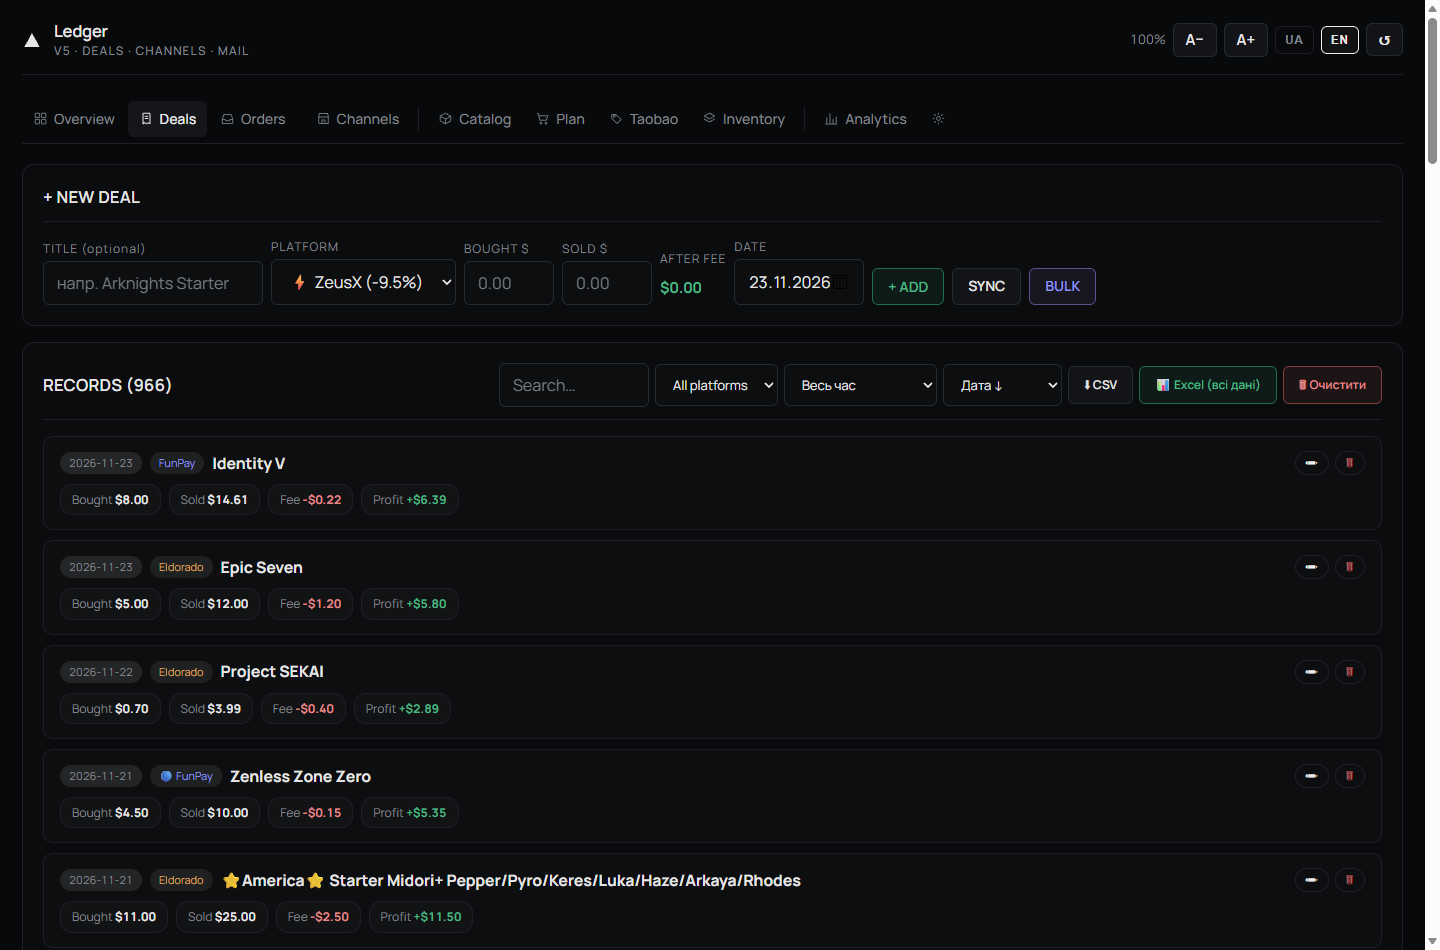 Ledger
V5 · DEALS · CHANNELS · MAIL
100% A− A+ UA EN ↺
Overview Deals Orders Channels Catalog Plan Taobao Inventory Analytics
+ NEW DEAL
TITLE (optional) PLATFORM BOUGHT $ SOLD $ AFTER FEE DATE
напр. Arknights Starter ⚡ ZeusX (-9.5%) 0.00 0.00 $0.00 23.11.2026 + ADD SYNC BULK
RECORDS (966) Search... All platforms Весь час Дата ↓ ⬇ CSV 📊 Excel (всі дані) 🗑 Очистити
2026-11-23 FunPay Identity V
Bought $8.00 Sold $14.61 Fee -$0.22 Profit +$6.39
2026-11-23 Eldorado Epic Seven
Bought $5.00 Sold $12.00 Fee -$1.20 Profit +$5.80
2026-11-22 Eldorado Project SEKAI
Bought $0.70 Sold $3.99 Fee -$0.40 Profit +$2.89
2026-11-21 🔵 FunPay Zenless Zone Zero
Bought $4.50 Sold $10.00 Fee -$0.15 Profit +$5.35
2026-11-21 Eldorado ⭐America⭐ Starter Midori+ Pepper/Pyro/Keres/Luka/Haze/Arkaya/Rhodes
Bought $11.00 Sold $25.00 Fee -$2.50 Profit +$11.50